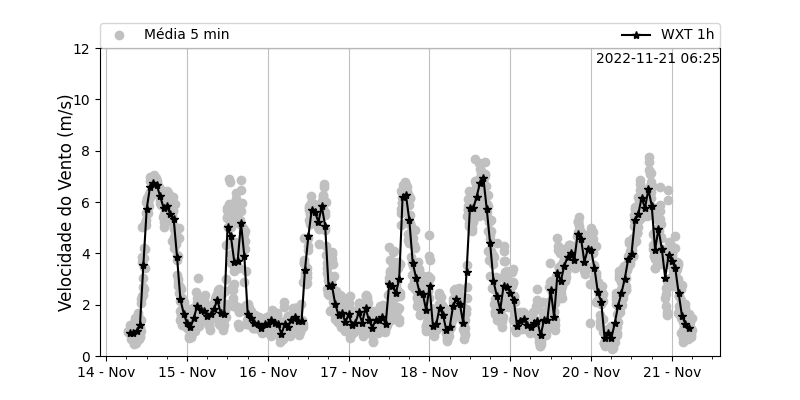 Média 5 min
WXT 1h
2022-11-21 06:25
Velocidade do Vento (m/s)
12
10
8
6
4
2
0
14 - Nov
15 - Nov
16 - Nov
17 - Nov
18 - Nov
19 - Nov
20 - Nov
21 - Nov